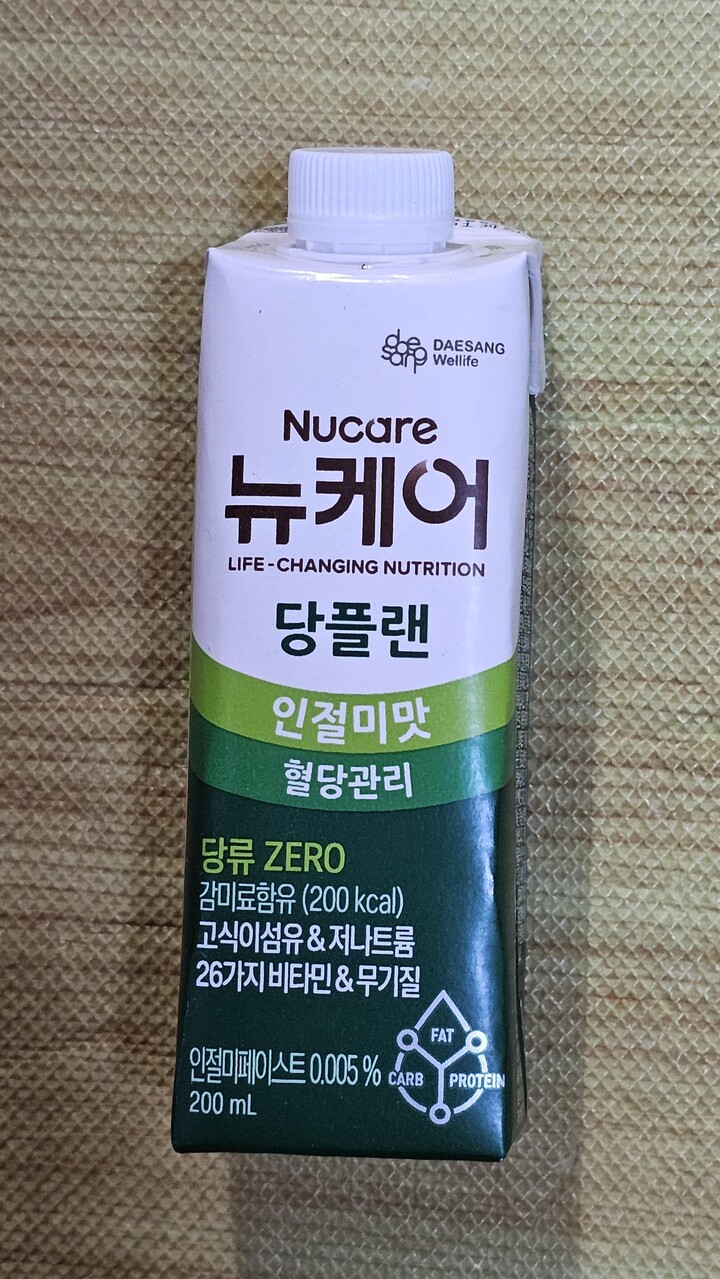 DAESANG
Wellife
Nucare
뉴케어
LIFE-CHANGING NUTRITION
당플랜
인절미맛
혈당관리
당류 ZERO
감미료함유 (200 kcal)
고식이섬유 & 저나트륨
26가지 비타민 & 무기질
FAT
CARB PROTEIN
인절미페이스트 0.005 %
200 mL